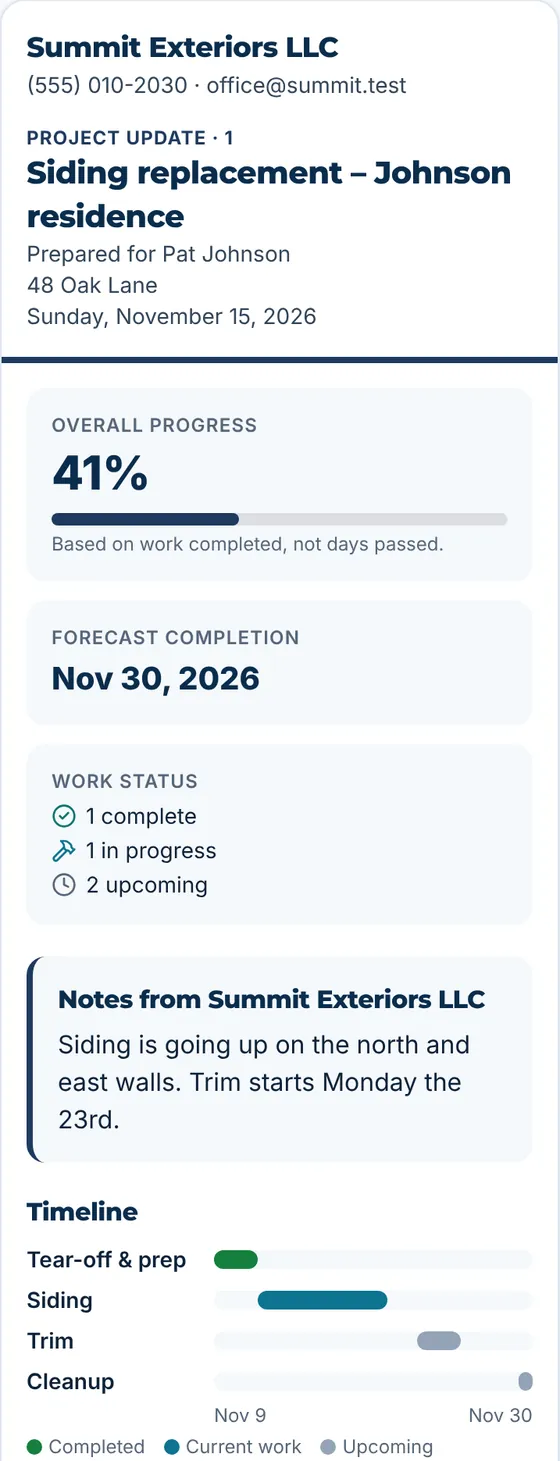 Summit Exteriors LLC
(555) 010-2030 · office@summit.test
PROJECT UPDATE · 1
Siding replacement – Johnson
residence
Prepared for Pat Johnson
48 Oak Lane
Sunday, November 15, 2026
OVERALL PROGRESS
41%
Based on work completed, not days passed.
FORECAST COMPLETION
Nov 30, 2026
WORK STATUS
1 complete
1 in progress
2 upcoming
Notes from Summit Exteriors LLC
Siding is going up on the north and
east walls. Trim starts Monday the
23rd.
Timeline
Tear-off & prep
Siding
Trim
Cleanup
Nov 9 Nov 30
Completed Current work Upcoming